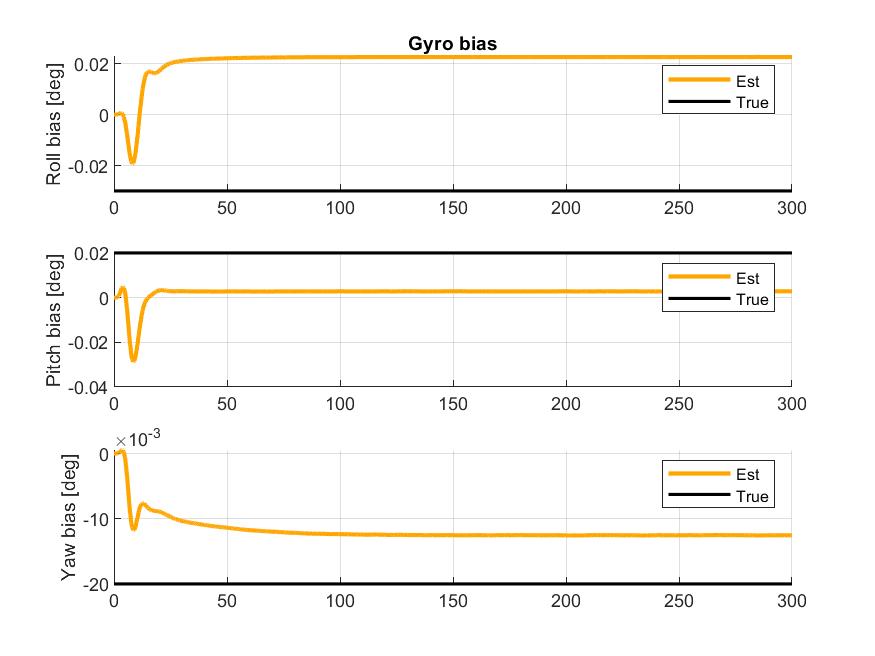 Gyro bias
Roll bias [deg]
0.02
0
-0.02
Est
True
0 50 100 150 200 250 300
Pitch bias [deg]
0.02
0
-0.02
-0.04
Est
True
0 50 100 150 200 250 300
Yaw bias [deg]
×10-3
0
-10
-20
Est
True
0 50 100 150 200 250 300